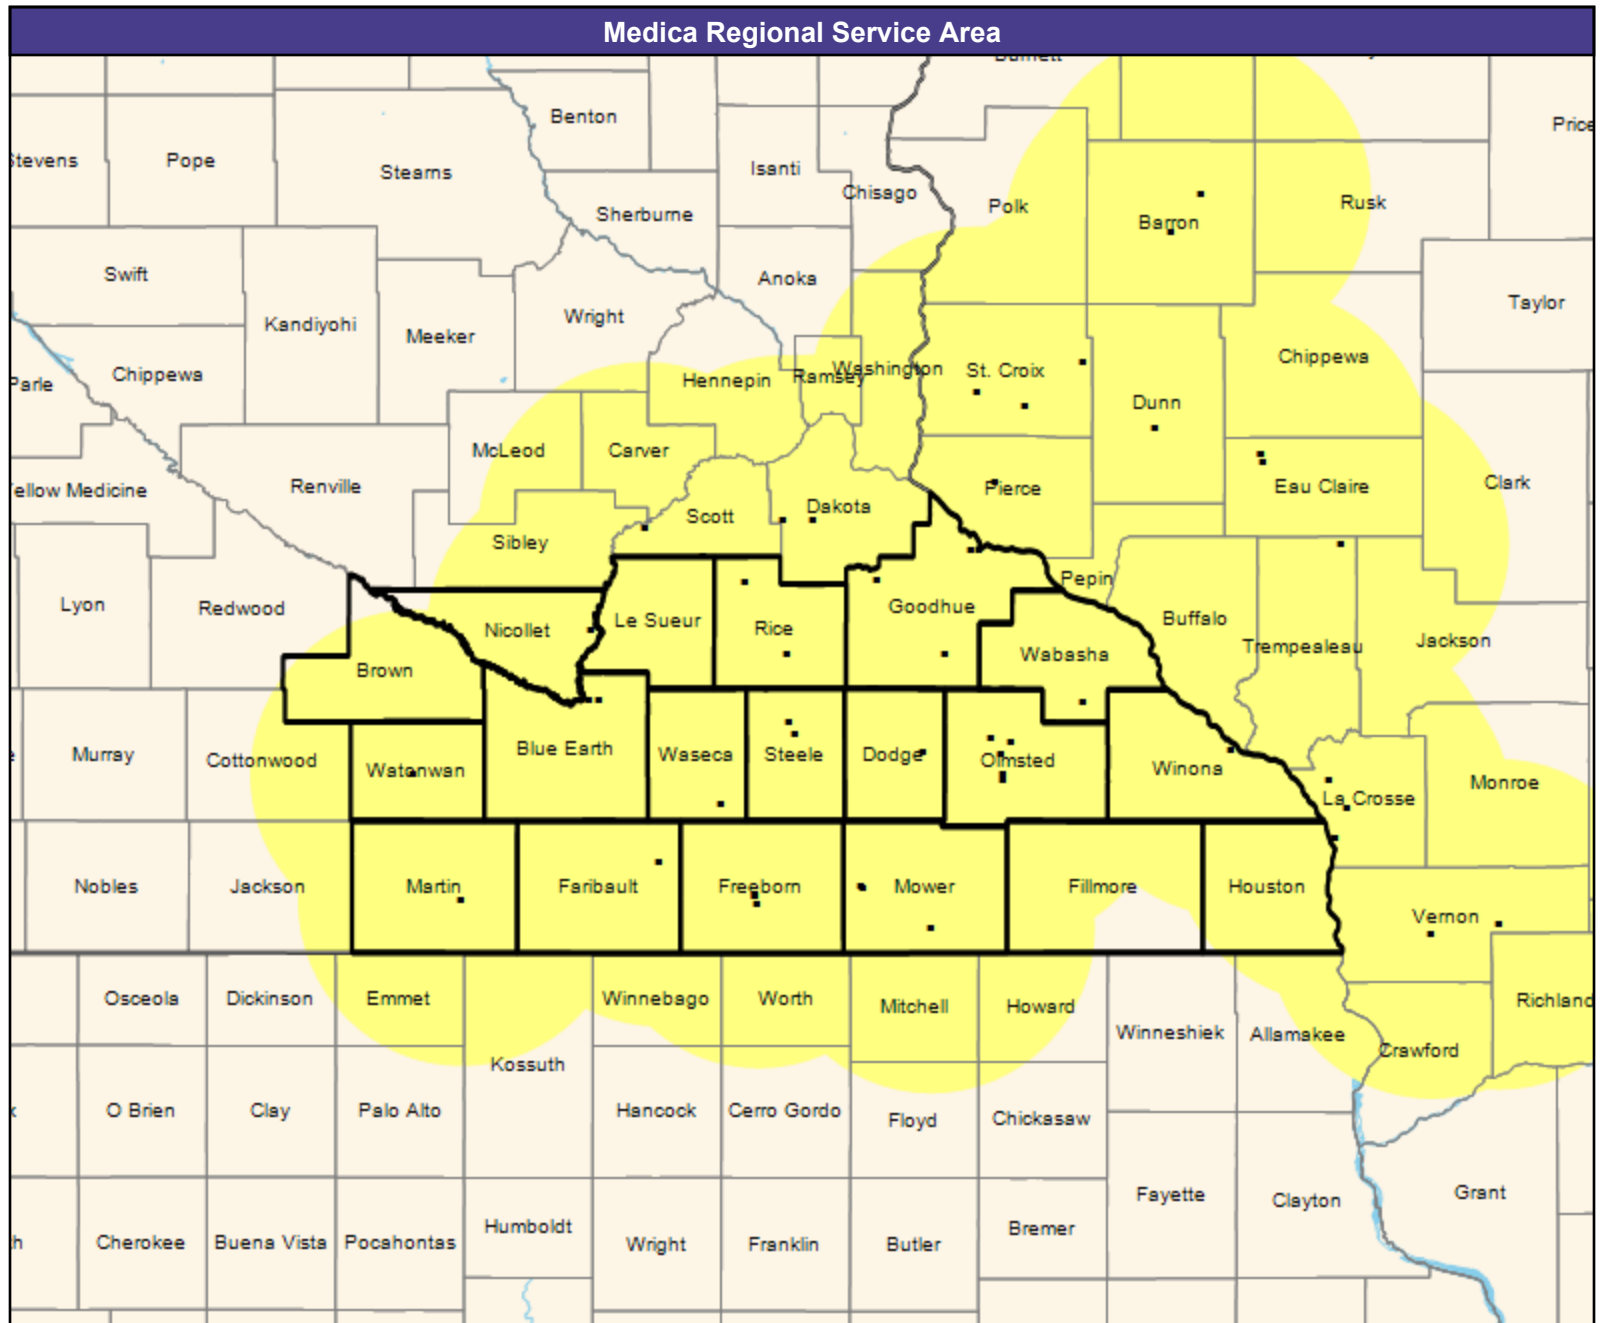 Medica Regional Service Area
Benton
Price
Stevens
Pope
Stearns
Isanti
Chisago
Polk
Barron
Rusk
Sherburne
Swift
Anoka
Taylor
Kandiyohi
Wright
Meeker
Chippewa
Parle
Chippewa
Hennepin
Ramsey
Washington
St. Croix
Dunn
McLeod
Carver
Yellow Medicine
Renville
Scott
Dakota
Pierce
Eau Claire
Clark
Sibley
Lyon
Redwood
Nicollet
Le Sueur
Rice
Goodhue
Pepin
Buffalo
Trempealeau
Jackson
Brown
Wabasha
Murray
Cottonwood
Watonwan
Blue Earth
Waseca
Steele
Dodge
Olmsted
Winona
La Crosse
Monroe
Nobles
Jackson
Martin
Faribault
Freeborn
Mower
Fillmore
Houston
Vernon
Osceola
Dickinson
Emmet
Winnebago
Worth
Mitchell
Howard
Richland
Winneshiek
Allamakee
Crawford
Kossuth
O Brien
Clay
Palo Alto
Hancock
Cerro Gordo
Floyd
Chickasaw
Fayette
Clayton
Grant
Cherokee
Buena Vista
Pocahontas
Humboldt
Wright
Franklin
Butler
Bremer